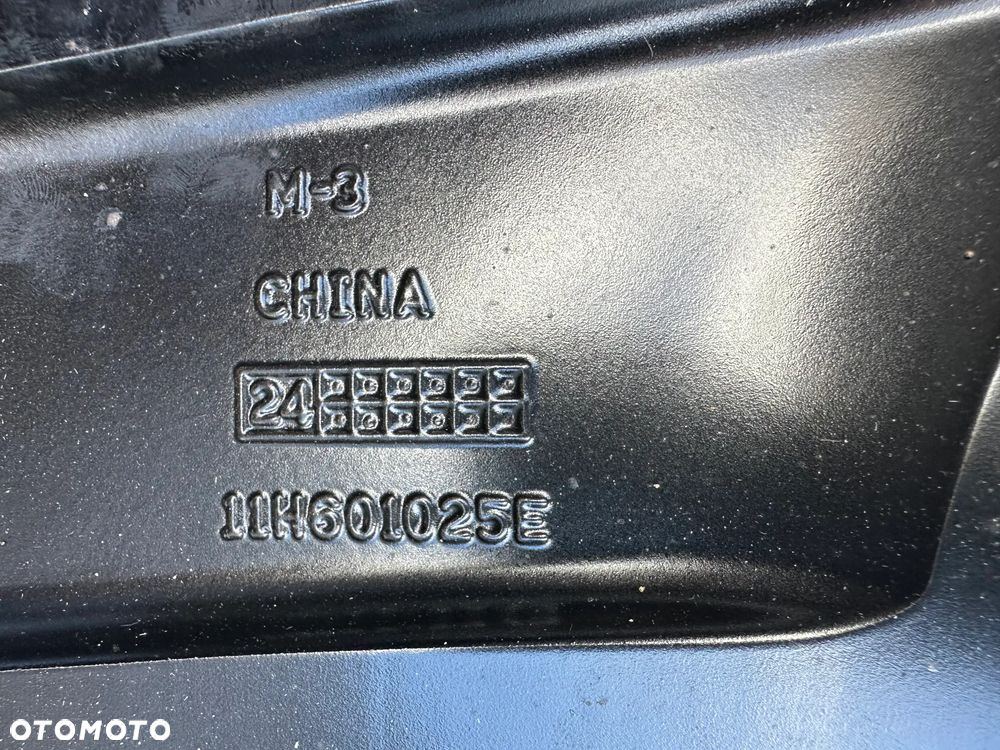 M-3
CHINA
24
11H601025E
OTOMOTO